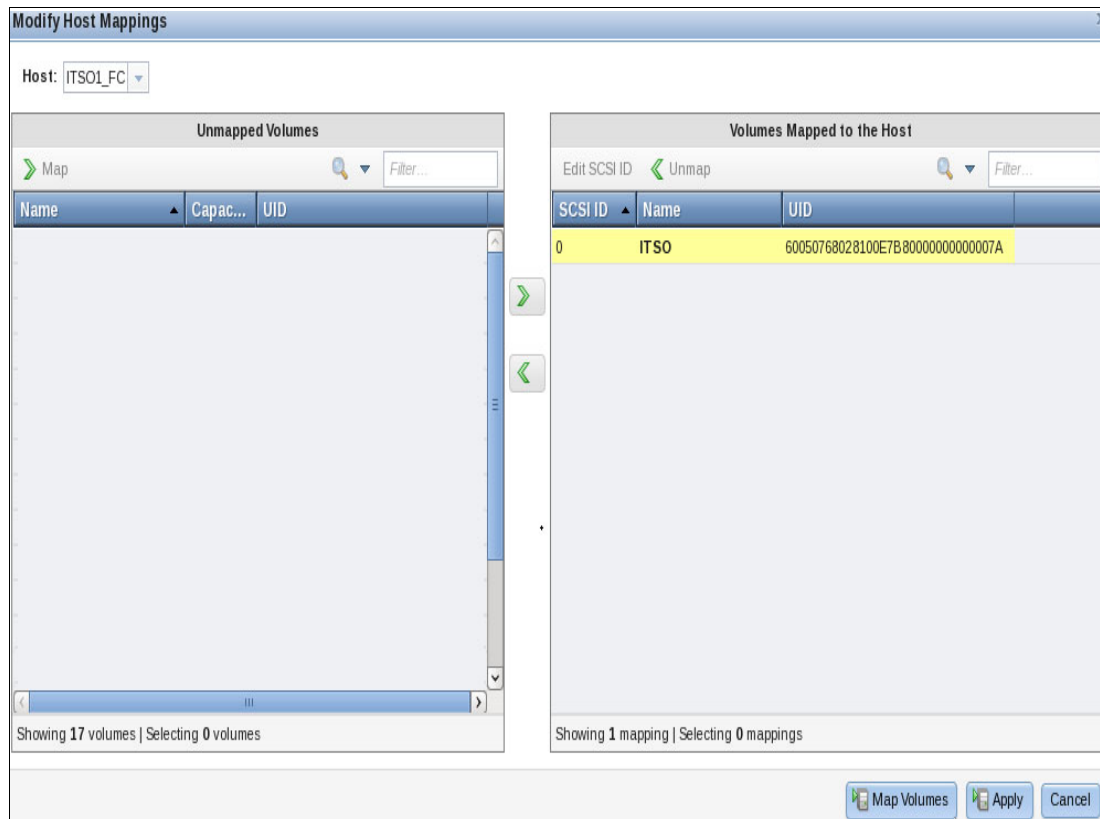 Modify Host Mappings
Host: ITSO1_FC
Unmapped Volumes
Map Filter...
Name Capac... UID
Showing 17 volumes | Selecting 0 volumes
Volumes Mapped to the Host
Edit SCSI ID Unmap Filter...
SCSI ID Name UID
0 ITSO 60050768028100E7B80000000000007A
Showing 1 mapping | Selecting 0 mappings
Map Volumes Apply Cancel